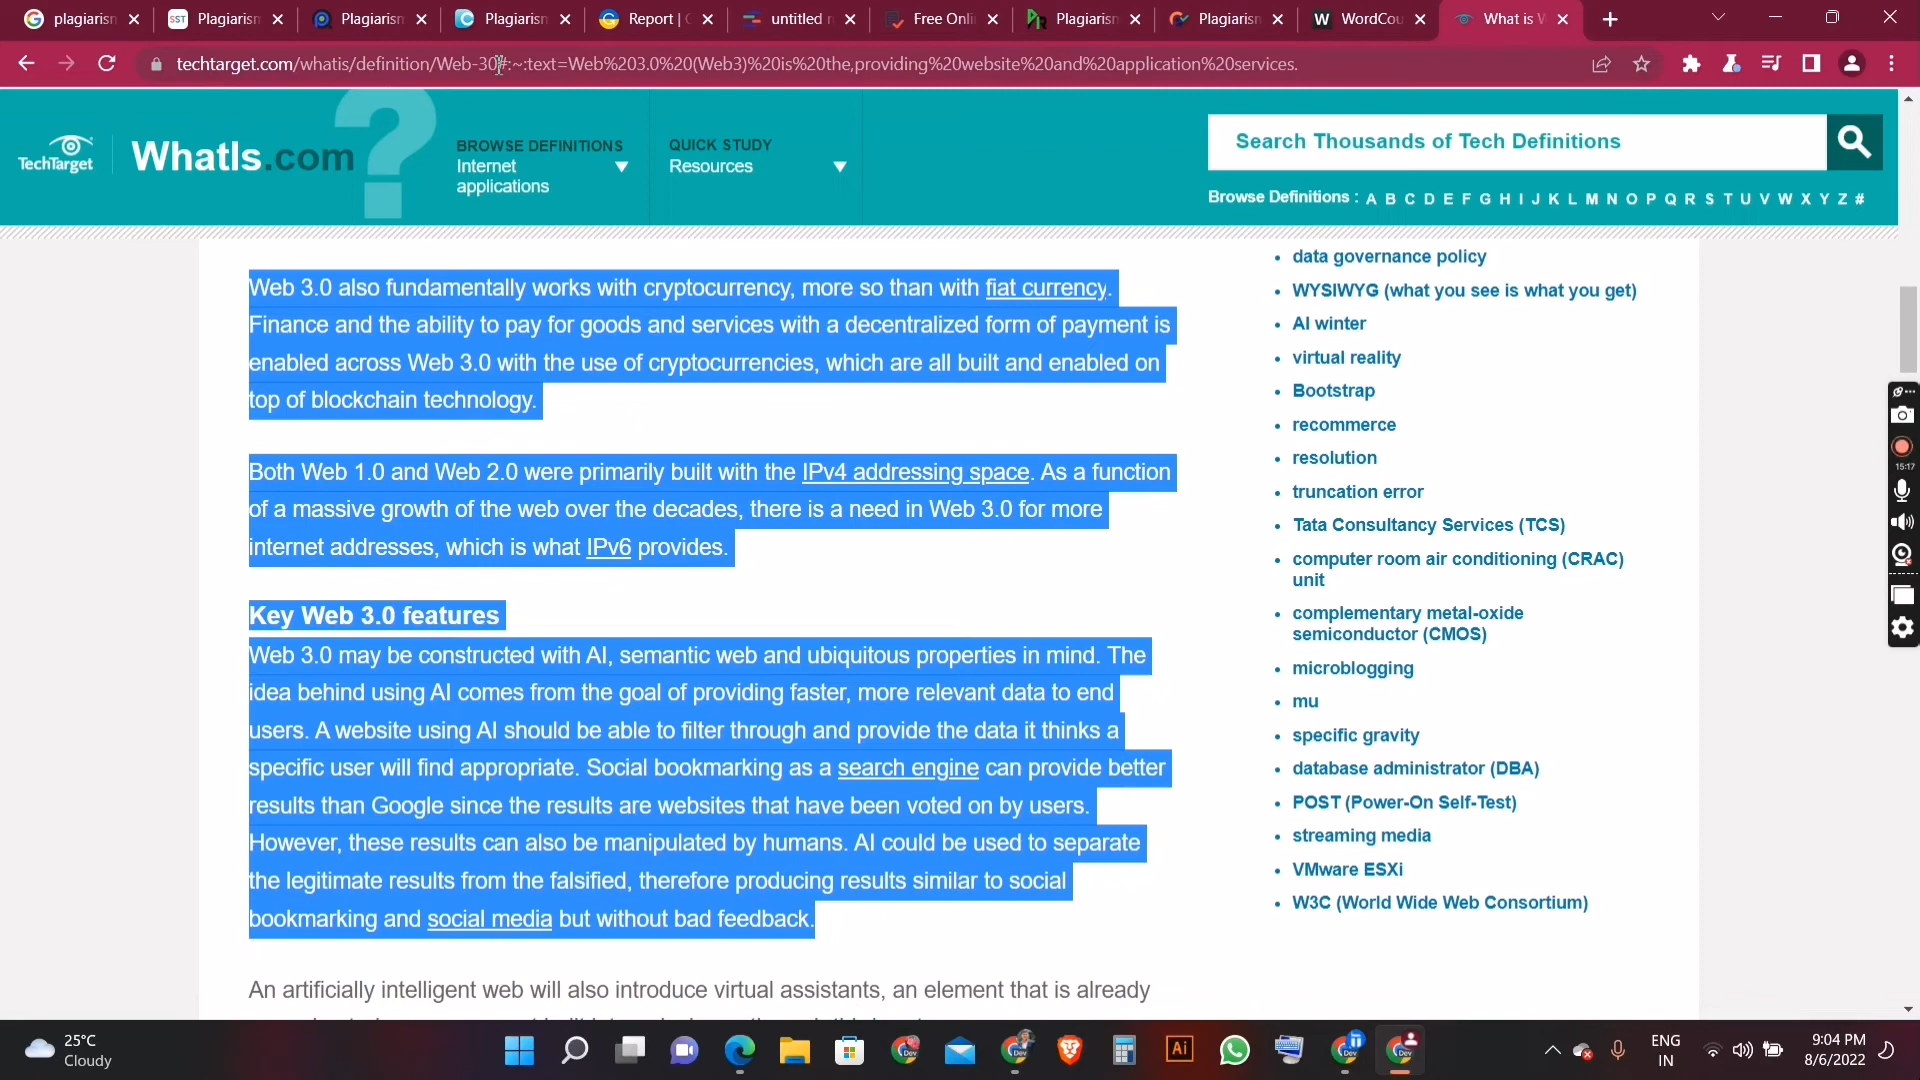 plagiarism
Plagiarism
Plagiarism
Plagiarism
Report | G
untitled r
Free Onli
Plagiarism
Plagiarism
WordCou
What is W
techtarget.com/whatis/definition/Web-30#:~:text=Web%203.0%20(Web3)%20is%20the,providing%20website%20and%20application%20services.
TechTarget
WhatIs.com
?
BROWSE DEFINITIONS
Internet
applications
QUICK STUDY
Resources
Search Thousands of Tech Definitions
Browse Definitions : A B C D E F G H I J K L M N O P Q R S T U V W X Y Z #
Web 3.0 also fundamentally works with cryptocurrency, more so than with fiat currency.
Finance and the ability to pay for goods and services with a decentralized form of payment is
enabled across Web 3.0 with the use of cryptocurrencies, which are all built and enabled on
top of blockchain technology.
Both Web 1.0 and Web 2.0 were primarily built with the IPv4 addressing space. As a function
of a massive growth of the web over the decades, there is a need in Web 3.0 for more
internet addresses, which is what IPv6 provides.
Key Web 3.0 features
Web 3.0 may be constructed with AI, semantic web and ubiquitous properties in mind. The
idea behind using AI comes from the goal of providing faster, more relevant data to end
users. A website using AI should be able to filter through and provide the data it thinks a
specific user will find appropriate. Social bookmarking as a search engine can provide better
results than Google since the results are websites that have been voted on by users.
However, these results can also be manipulated by humans. AI could be used to separate
the legitimate results from the falsified, therefore producing results similar to social
bookmarking and social media but without bad feedback.
An artificially intelligent web will also introduce virtual assistants, an element that is already
data governance policy
WYSIWYG (what you see is what you get)
AI winter
virtual reality
Bootstrap
recommerce
resolution
truncation error
Tata Consultancy Services (TCS)
computer room air conditioning (CRAC)
unit
complementary metal-oxide
semiconductor (CMOS)
microblogging
mu
specific gravity
database administrator (DBA)
POST (Power-On Self-Test)
streaming media
VMware ESXi
W3C (World Wide Web Consortium)
15:17
25°C
Cloudy
Ai
ENG
IN
9:04 PM
8/6/2022